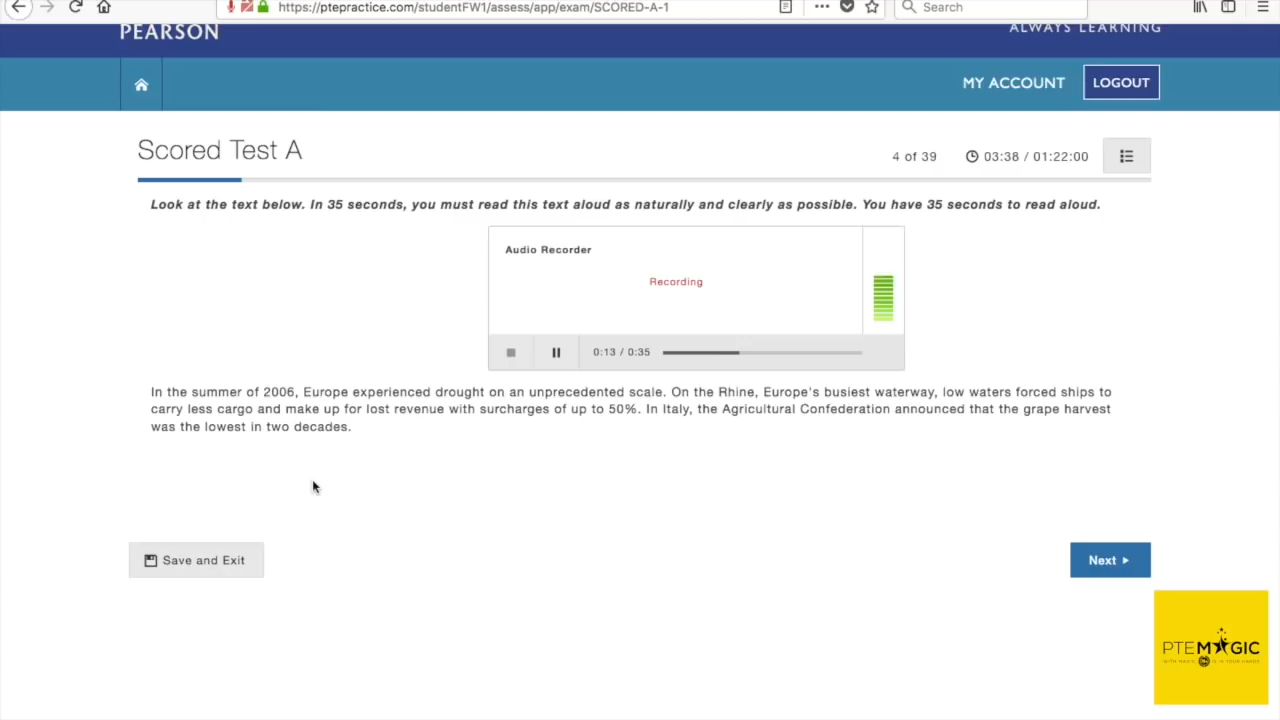 https://ptepractice.com/studentFW1/assess/app/exam/SCORED-A-1
Search
PEARSON
ALWAYS LEARNING
MY ACCOUNT
LOGOUT
Scored Test A
4 of 39
03:38 / 01:22:00
Look at the text below. In 35 seconds, you must read this text aloud as naturally and clearly as possible. You have 35 seconds to read aloud.
Audio Recorder
Recording
0:13 / 0:35
In the summer of 2006, Europe experienced drought on an unprecedented scale. On the Rhine, Europe's busiest waterway, low waters forced ships to
carry less cargo and make up for lost revenue with surcharges of up to 50%. In Italy, the Agricultural Confederation announced that the grape harvest
was the lowest in two decades.
Save and Exit
Next
PTEMAGIC